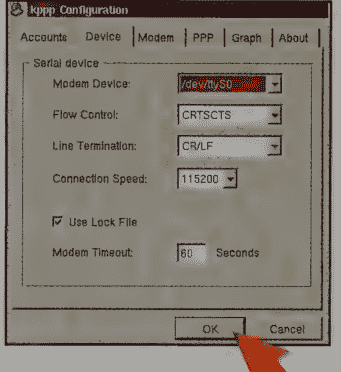 kppp Configuration
Accounts Device Modem PPP Graph About
Serial device
Modem Device: /dev/ttyS0
Flow Control: CRTSCTS
Line Termination: CR/LF
Connection Speed: 115200
Use Lock File
Modem Timeout: 60 Seconds
OK Cancel